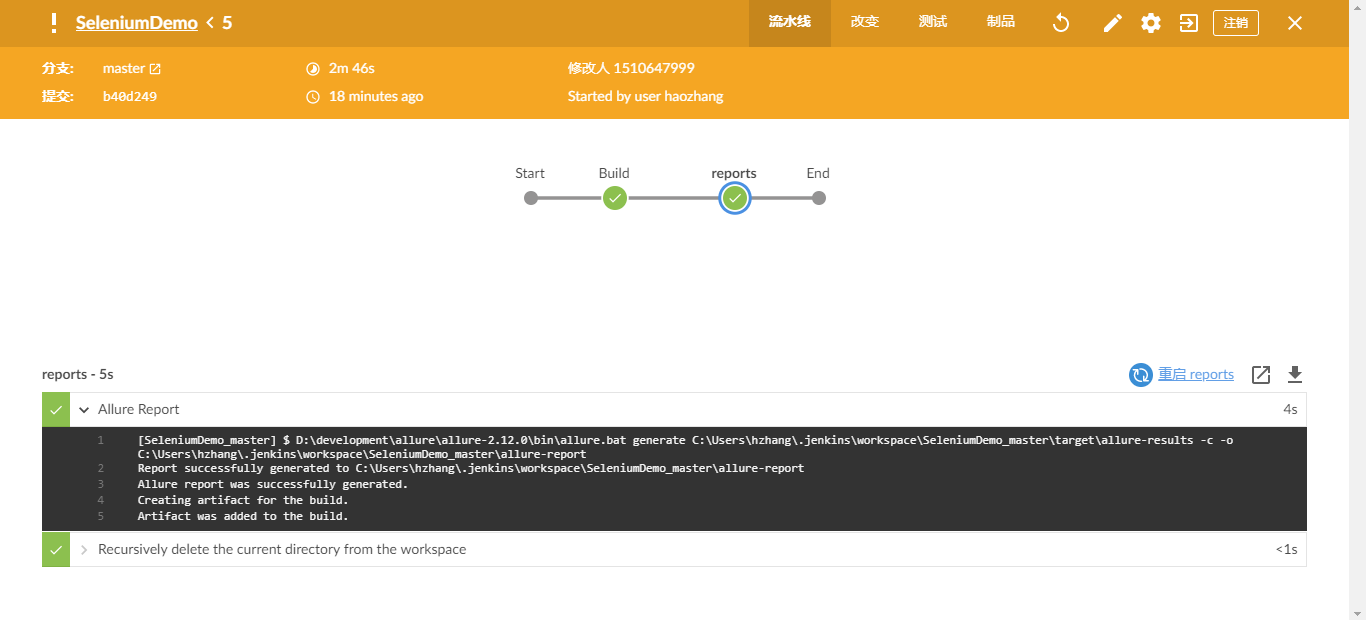 SeleniumDemo < 5
流水线 改变 测试 制品 注销
分支: master 2m 46s 修改人 1510647999
提交: b40d249 18 minutes ago Started by user haozhang
Start Build reports End
reports - 5s 重启 reports
Allure Report 4s
1 [SeleniumDemo_master] $ D:\development\allure\allure-2.12.0\bin\allure.bat generate C:\Users\hzhang\.jenkins\workspace\SeleniumDemo_master\target\allure-results -c -o
C:\Users\hzhang\.jenkins\workspace\SeleniumDemo_master\allure-report
2 Report successfully generated to C:\Users\hzhang\.jenkins\workspace\SeleniumDemo_master\allure-report
3 Allure report was successfully generated.
4 Creating artifact for the build.
5 Artifact was added to the build.
Recursively delete the current directory from the workspace <1s